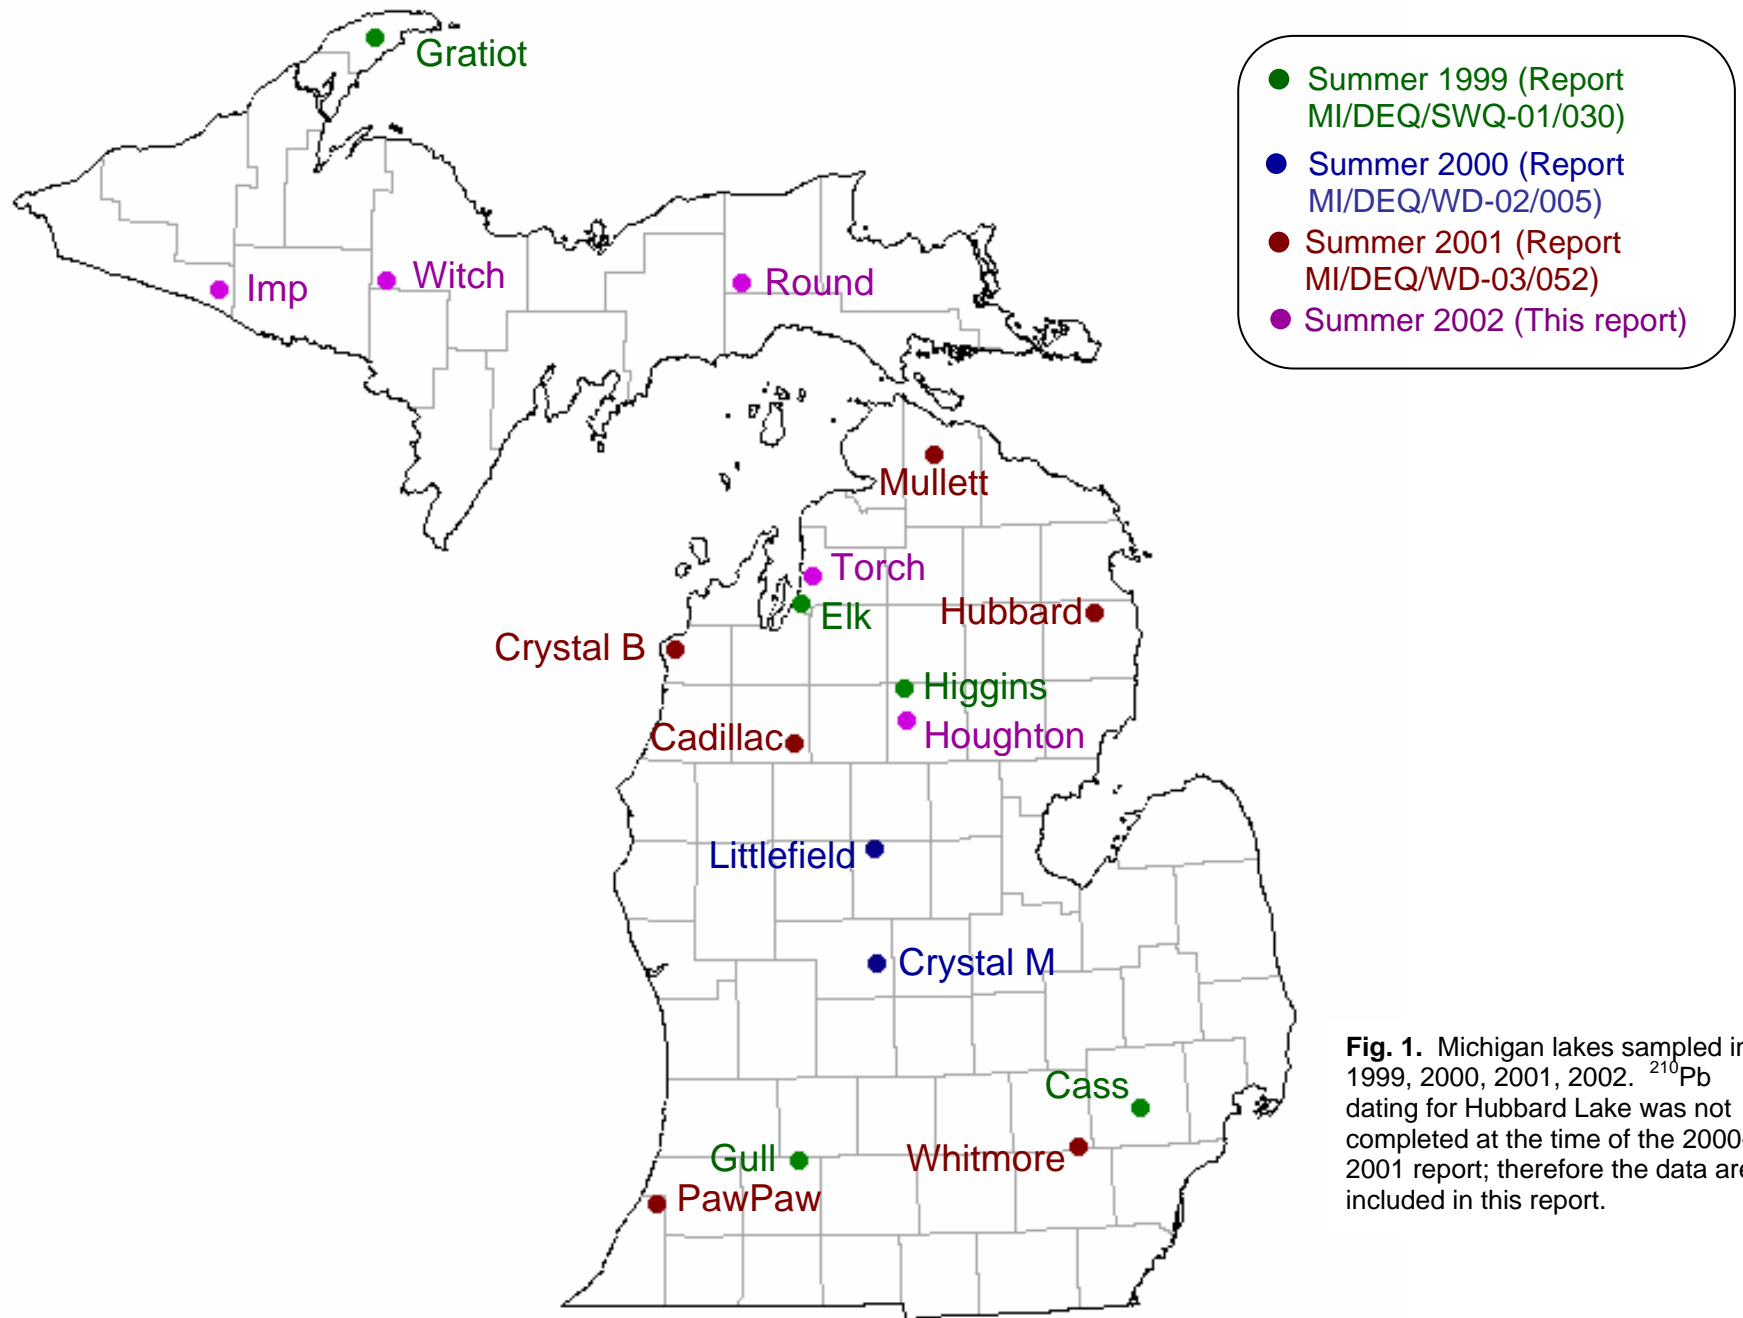 Gratiot
Summer 1999 (Report
MI/DEQ/SWQ-01/030)
Summer 2000 (Report
MI/DEQ/WD-02/005)
Summer 2001 (Report
MI/DEQ/WD-03/052)
Summer 2002 (This report)
Imp
Witch
Round
Mullett
Torch
Elk
Hubbard
Crystal B
Higgins
Houghton
Cadillac
Littlefield
Crystal M
Cass
Whitmore
Gull
PawPaw
Fig. 1. Michigan lakes sampled in
1999, 2000, 2001, 2002. 210Pb
dating for Hubbard Lake was not
completed at the time of the 2000-
2001 report; therefore the data are
included in this report.